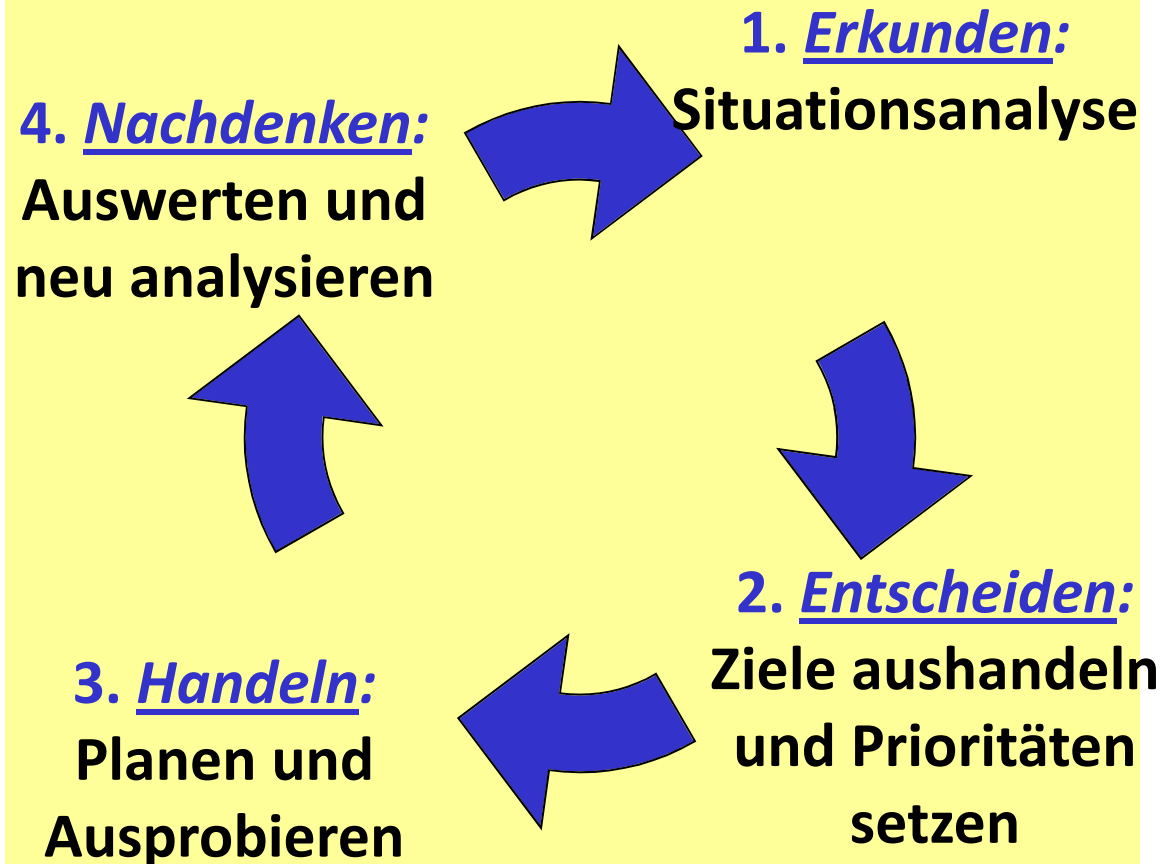 1. Erkunden:
Situationsanalyse
2. Entscheiden:
Ziele aushandeln
und Prioritäten
setzen
3. Handeln:
Planen und
Ausprobieren
4. Nachdenken:
Auswerten und
neu analysieren